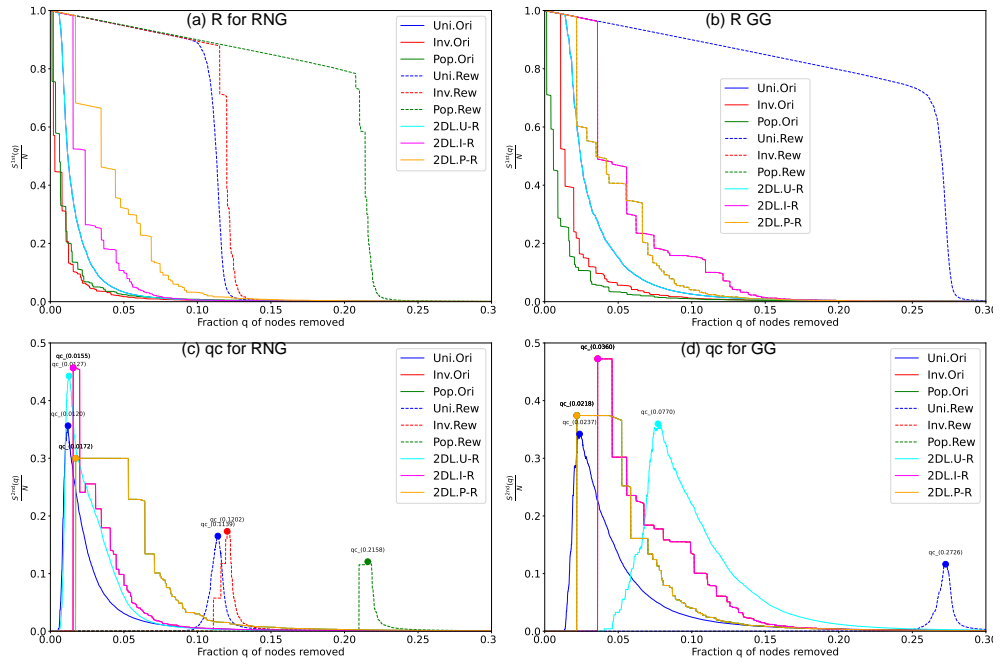 (a) R for RNG
1.0
0.8
0.6
0.4
0.2
0.0
S^{1st}(q)
N
Uni.Ori
Inv.Ori
Pop.Ori
Uni.Rew
Inv.Rew
Pop.Rew
2DL.U-R
2DL.I-R
2DL.P-R
0.00 0.05 0.10 0.15 0.20 0.25 0.30
Fraction q of nodes removed
(b) R GG
1.0
0.8
0.6
0.4
0.2
0.0
S^{1st}(q)
N
Uni.Ori
Inv.Ori
Pop.Ori
Uni.Rew
Inv.Rew
Pop.Rew
2DL.U-R
2DL.I-R
2DL.P-R
0.00 0.05 0.10 0.15 0.20 0.25 0.30
Fraction q of nodes removed
(c) qc for RNG
0.5
0.4
0.3
0.2
0.1
0.0
S^{2nd}(q)
N
qc_(0.0155)
qc_(0.0127)
qc_(0.0120)
qc_(0.0172)
qc_(0.1202)
qc_(0.1139)
qc_(0.2158)
Uni.Ori
Inv.Ori
Pop.Ori
Uni.Rew
Inv.Rew
Pop.Rew
2DL.U-R
2DL.I-R
2DL.P-R
0.00 0.05 0.10 0.15 0.20 0.25 0.3
Fraction q of nodes removed
(d) qc for GG
0.5
0.4
0.3
0.2
0.1
0.0
S^{2nd}(q)
N
qc_(0.0360)
qc_(0.0218)
qc_(0.0237)
qc_(0.0770)
qc_(0.2726)
Uni.Ori
Inv.Ori
Pop.Ori
Uni.Rew
Inv.Rew
Pop.Rew
2DL.U-R
2DL.I-R
2DL.P-R
0.00 0.05 0.10 0.15 0.20 0.25 0.30
Fraction q of nodes removed